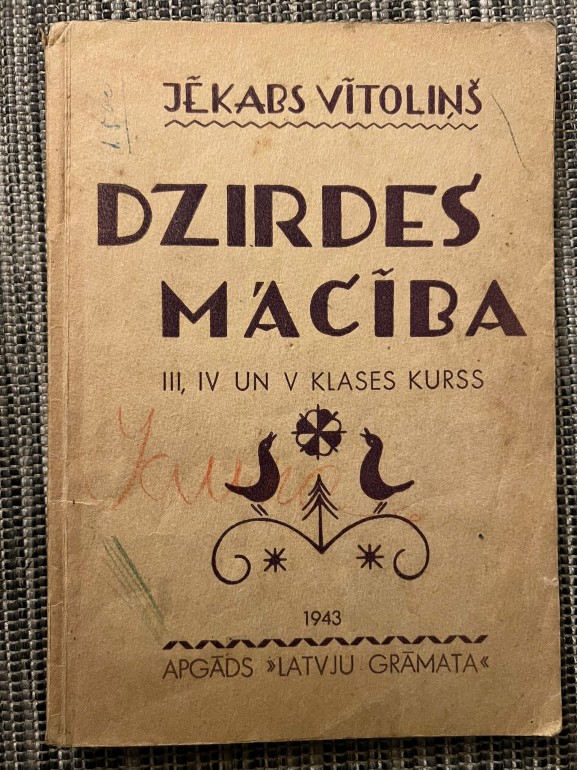 JĒKABS VĪTOLIŅŠ
DZIRDES
MĀCĪBA
III, IV UN V KLASES KURSS
1943
APGĀDS »LATVJU GRĀMATA«